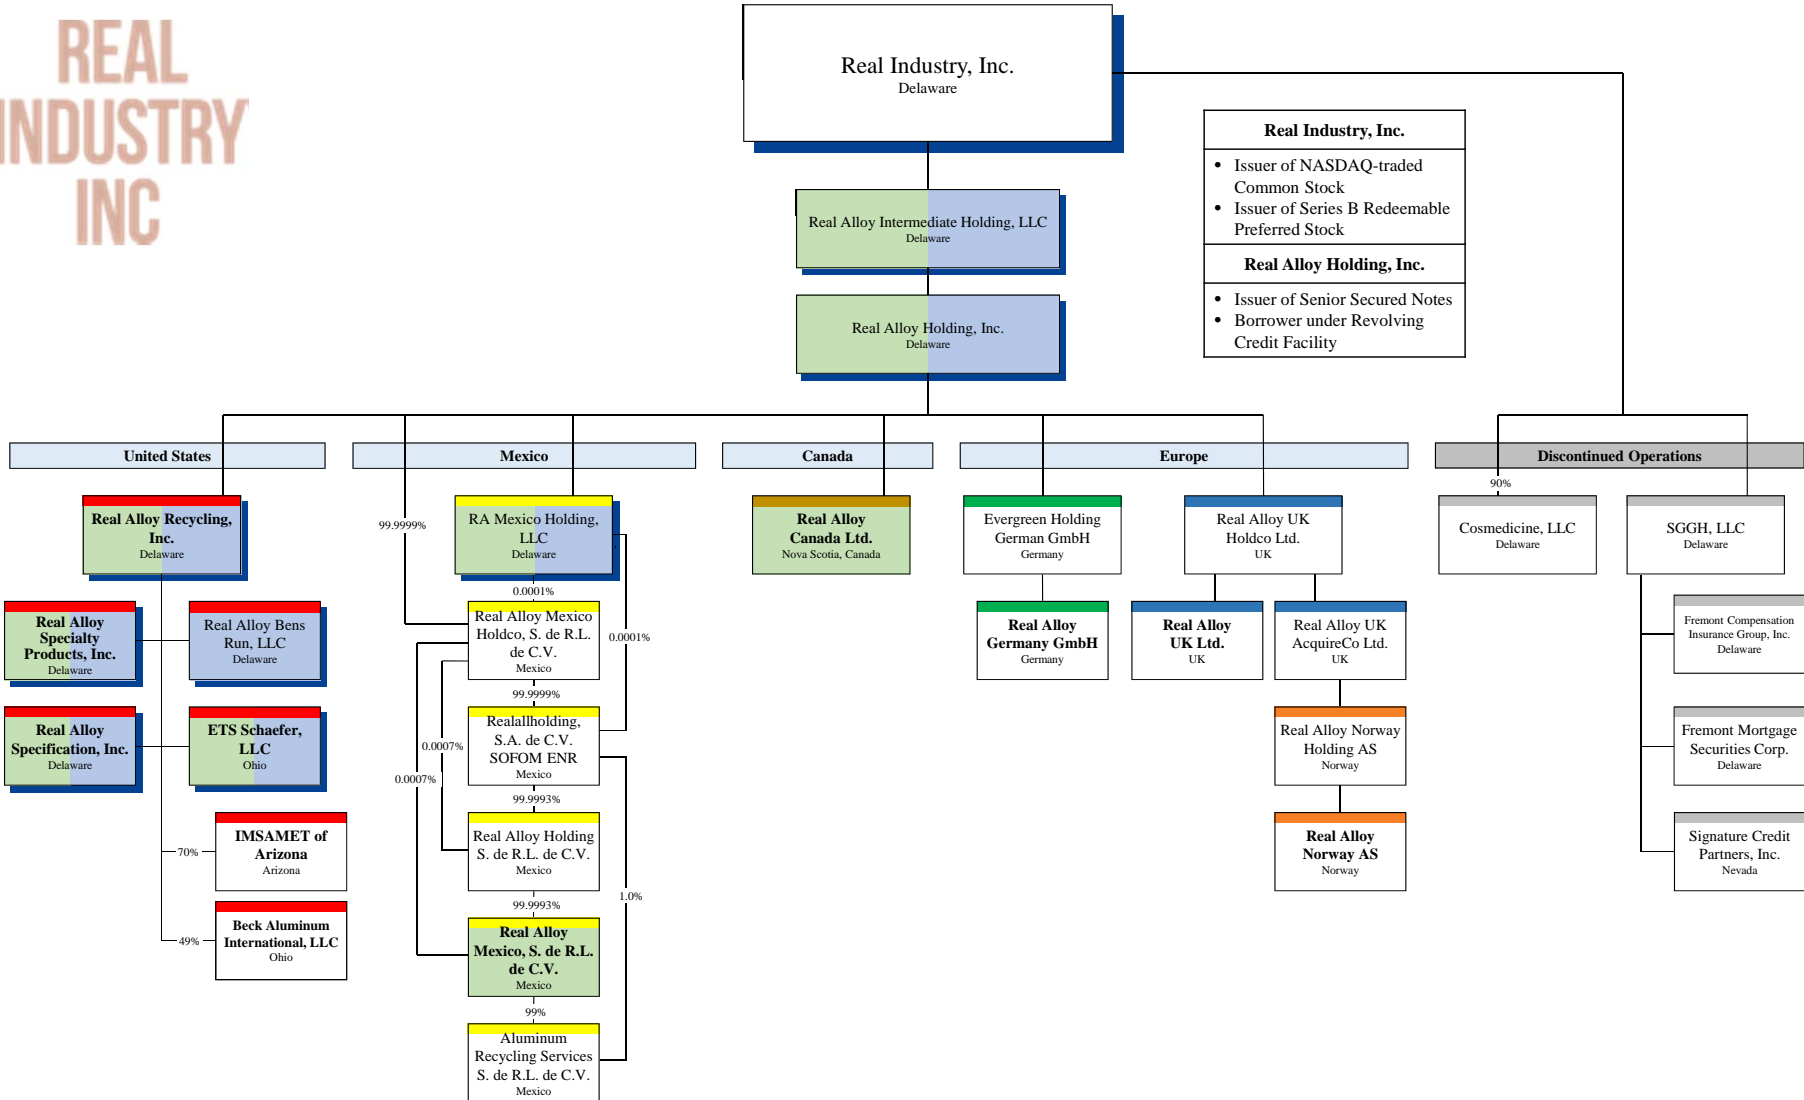 REAL
INDUSTRY
INC
Real Industry, Inc.
Delaware
Real Industry, Inc.
• Issuer of NASDAQ-traded
Common Stock
• Issuer of Series B Redeemable
Preferred Stock
Real Alloy Holding, Inc.
• Issuer of Senior Secured Notes
• Borrower under Revolving
Credit Facility
Real Alloy Intermediate Holding, LLC
Delaware
Real Alloy Holding, Inc.
Delaware
United States
Real Alloy Recycling,
Inc.
Delaware
Real Alloy
Specialty
Products, Inc.
Delaware
Real Alloy Bens
Run, LLC
Delaware
Real Alloy
Specification, Inc.
Delaware
ETS Schaefer,
LLC
Ohio
70%
IMSAMET of
Arizona
Arizona
49%
Beck Aluminum
International, LLC
Ohio
Mexico
99.9999%
RA Mexico Holding,
LLC
Delaware
0.0001%
Real Alloy Mexico
Holdco, S. de R.L.
de C.V.
Mexico
0.0001%
99.9999%
Realallholding,
S.A. de C.V.
SOFOM ENR
Mexico
0.0007%
0.0007%
99.9993%
Real Alloy Holding
S. de R.L. de C.V.
Mexico
1.0%
99.9993%
Real Alloy
Mexico, S. de R.L.
de C.V.
Mexico
99%
Aluminum
Recycling Services
S. de R.L. de C.V.
Mexico
Canada
Real Alloy
Canada Ltd.
Nova Scotia, Canada
Europe
Evergreen Holding
German GmbH
Germany
Real Alloy
Germany GmbH
Germany
Real Alloy UK
Holdco Ltd.
UK
Real Alloy
UK Ltd.
UK
Real Alloy UK
AcquireCo Ltd.
UK
Real Alloy Norway
Holding AS
Norway
Real Alloy
Norway AS
Norway
Discontinued Operations
90%
Cosmedicine, LLC
Delaware
SGGH, LLC
Delaware
Fremont Compensation
Insurance Group, Inc.
Delaware
Fremont Mortgage
Securities Corp.
Delaware
Signature Credit
Partners, Inc.
Nevada